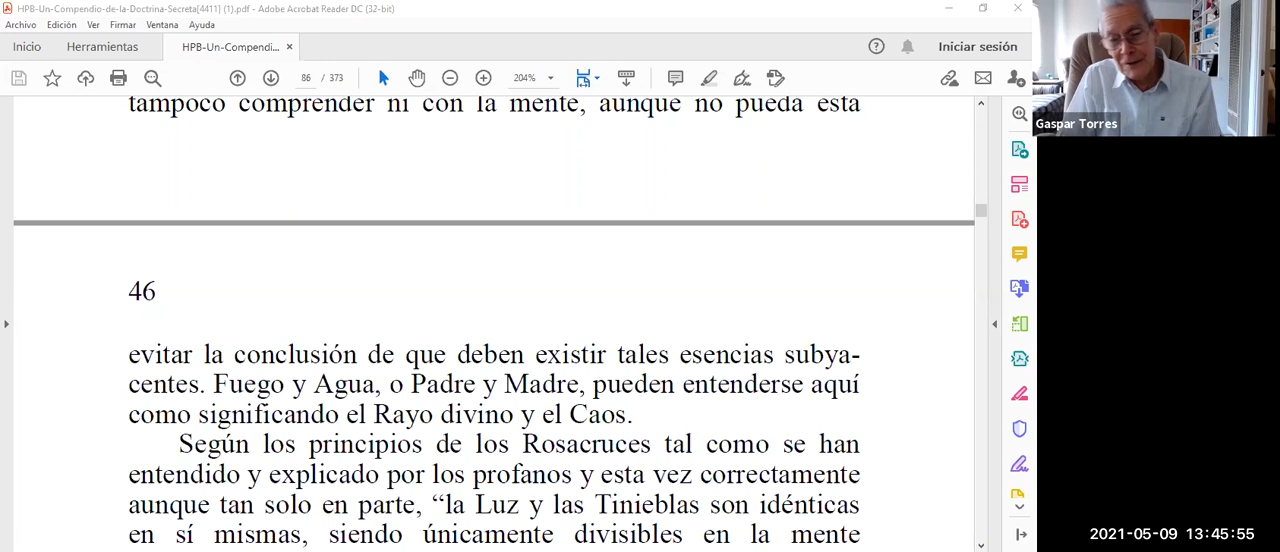 HPB-Un-Compendio-de-la-Doctrina-Secreta[4411] (1).pdf - Adobe Acrobat Reader DC (32-bit)
Archivo Edición Ver Firmar Ventana Ayuda
Inicio Herramientas HPB-Un-Compendi... × Iniciar sesión
86 / 373 204%
Gaspar Torres
tampoco comprender ni con la mente, aunque no pueda esta
46
evitar la conclusión de que deben existir tales esencias subya-
centes. Fuego y Agua, o Padre y Madre, pueden entenderse aquí
como significando el Rayo divino y el Caos.
Según los principios de los Rosacruces tal como se han
entendido y explicado por los profanos y esta vez correctamente
aunque tan solo en parte, “la Luz y las Tinieblas son idénticas
en sí mismas, siendo únicamente divisibles en la mente
2021-05-09 13:45:55